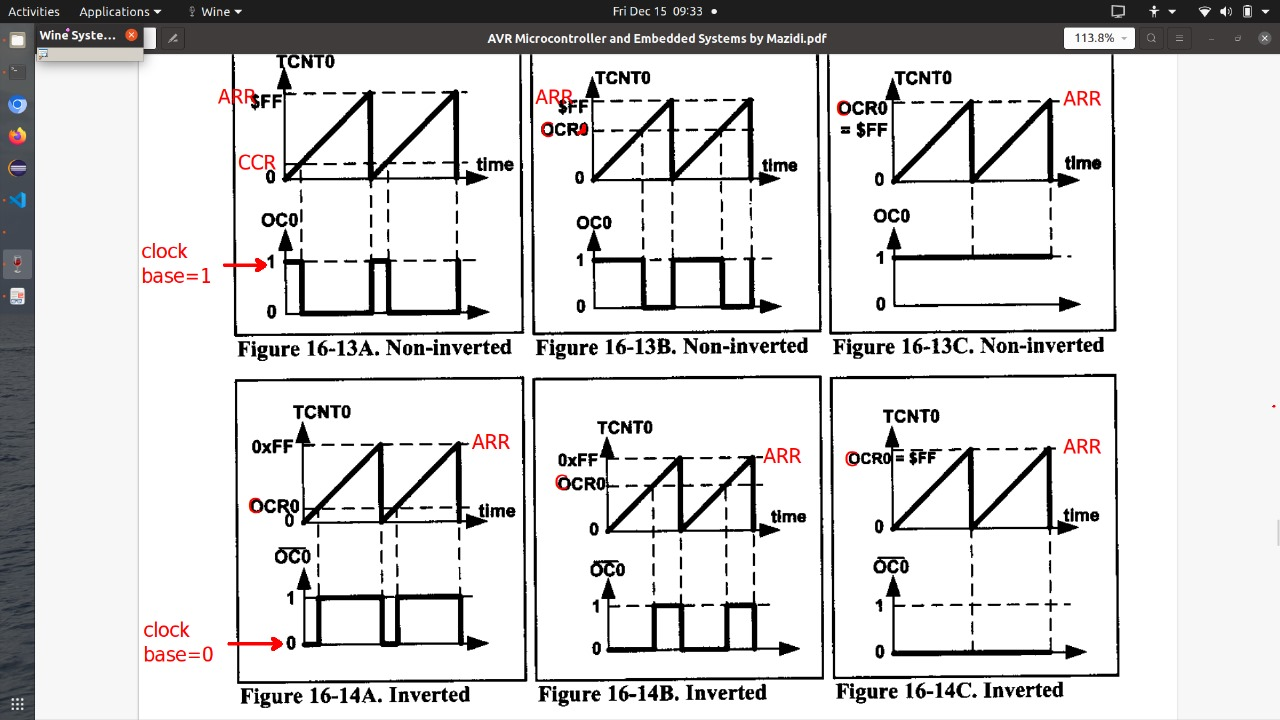 Activities Applications Wine Fri Dec 15 09:33
Wine Syste... AVR Microcontroller and Embedded Systems by Mazidi.pdf 113.8%
TCNT0
ARR
$FF
CCR
0
time
OC0
clock
base=1
1
0
Figure 16-13A. Non-inverted
TCNT0
ARR
$FF
OCR0
0
time
OC0
1
0
Figure 16-13B. Non-inverted
TCNT0
OCR0
= $FF
ARR
0
time
OC0
1
0
Figure 16-13C. Non-inverted
TCNT0
0xFF
ARR
OCR0
0
time
OC0
1
clock
base=0
0
Figure 16-14A. Inverted
TCNT0
0xFF
ARR
OCR0
0
time
OC0
1
0
Figure 16-14B. Inverted
TCNT0
ARR
OCR0 = $FF
0
time
OC0
1
0
Figure 16-14C. Inverted